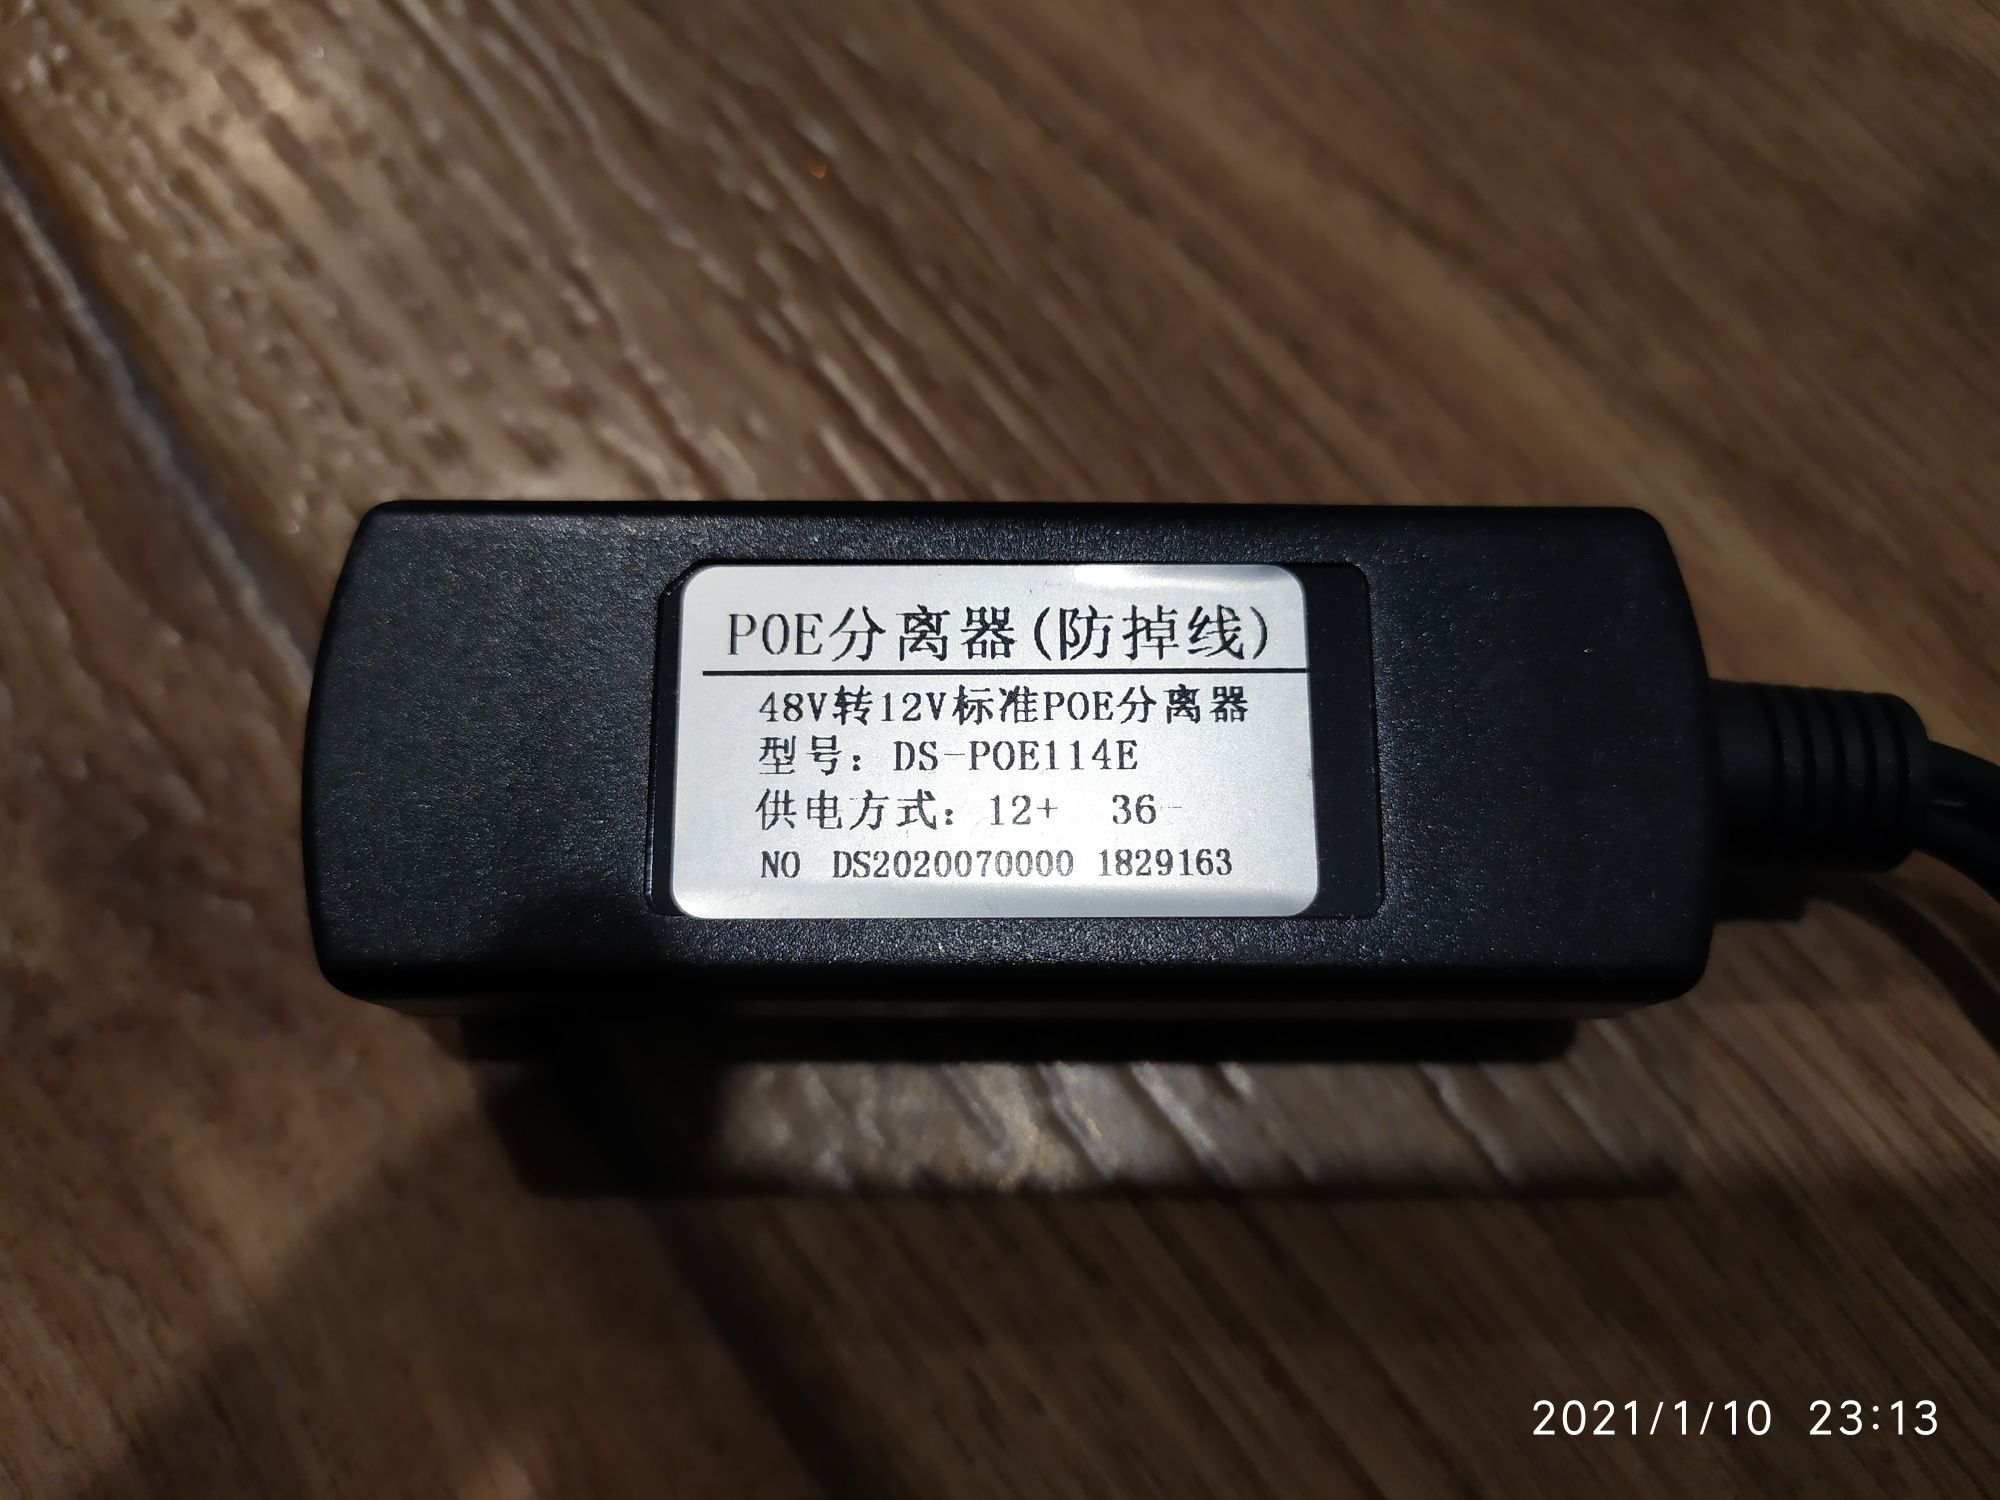 POE分离器(防掉线)
48V转12V标准POE分离器
型号: DS-POE114E
供电方式: 12+ 36-
NO DS2020070000 1829163
2021/1/10 23:13